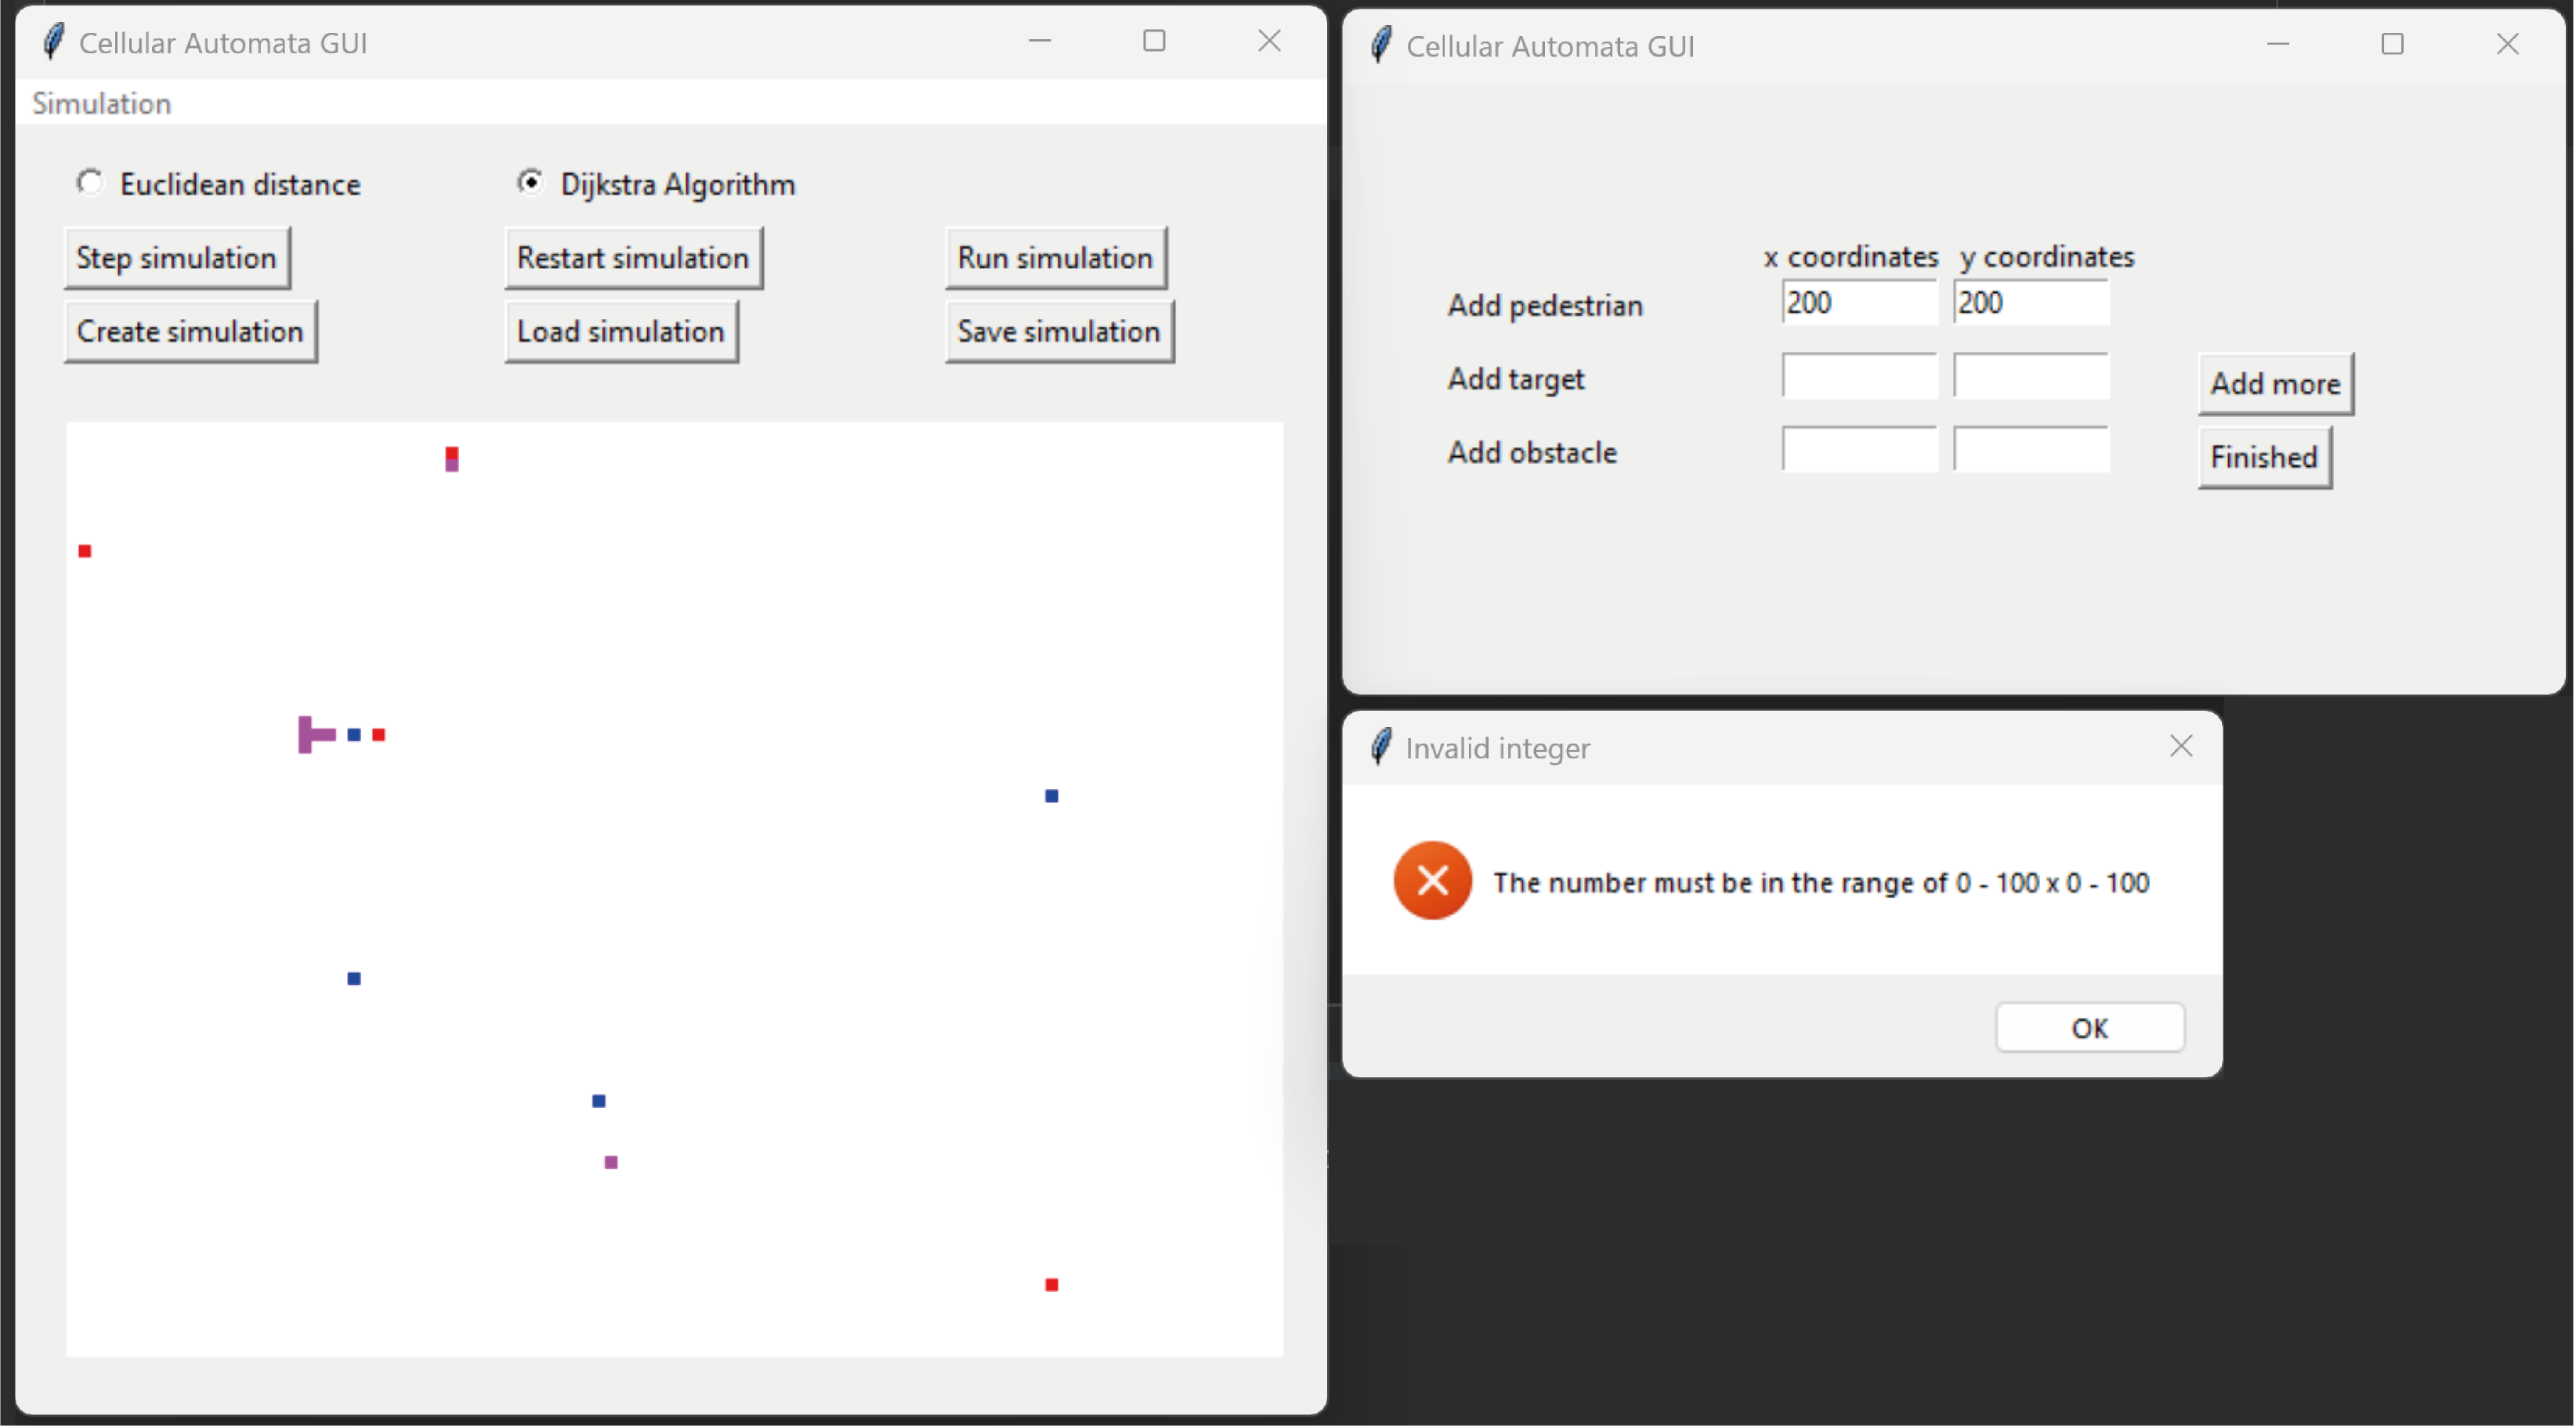 Cellular Automata GUI
Simulation
Euclidean distance
Dijkstra Algorithm
Step simulation
Restart simulation
Run simulation
Create simulation
Load simulation
Save simulation
Cellular Automata GUI
x coordinates y coordinates
Add pedestrian 200 200
Add target
Add more
Add obstacle
Finished
Invalid integer
The number must be in the range of 0 - 100 x 0 - 100
OK